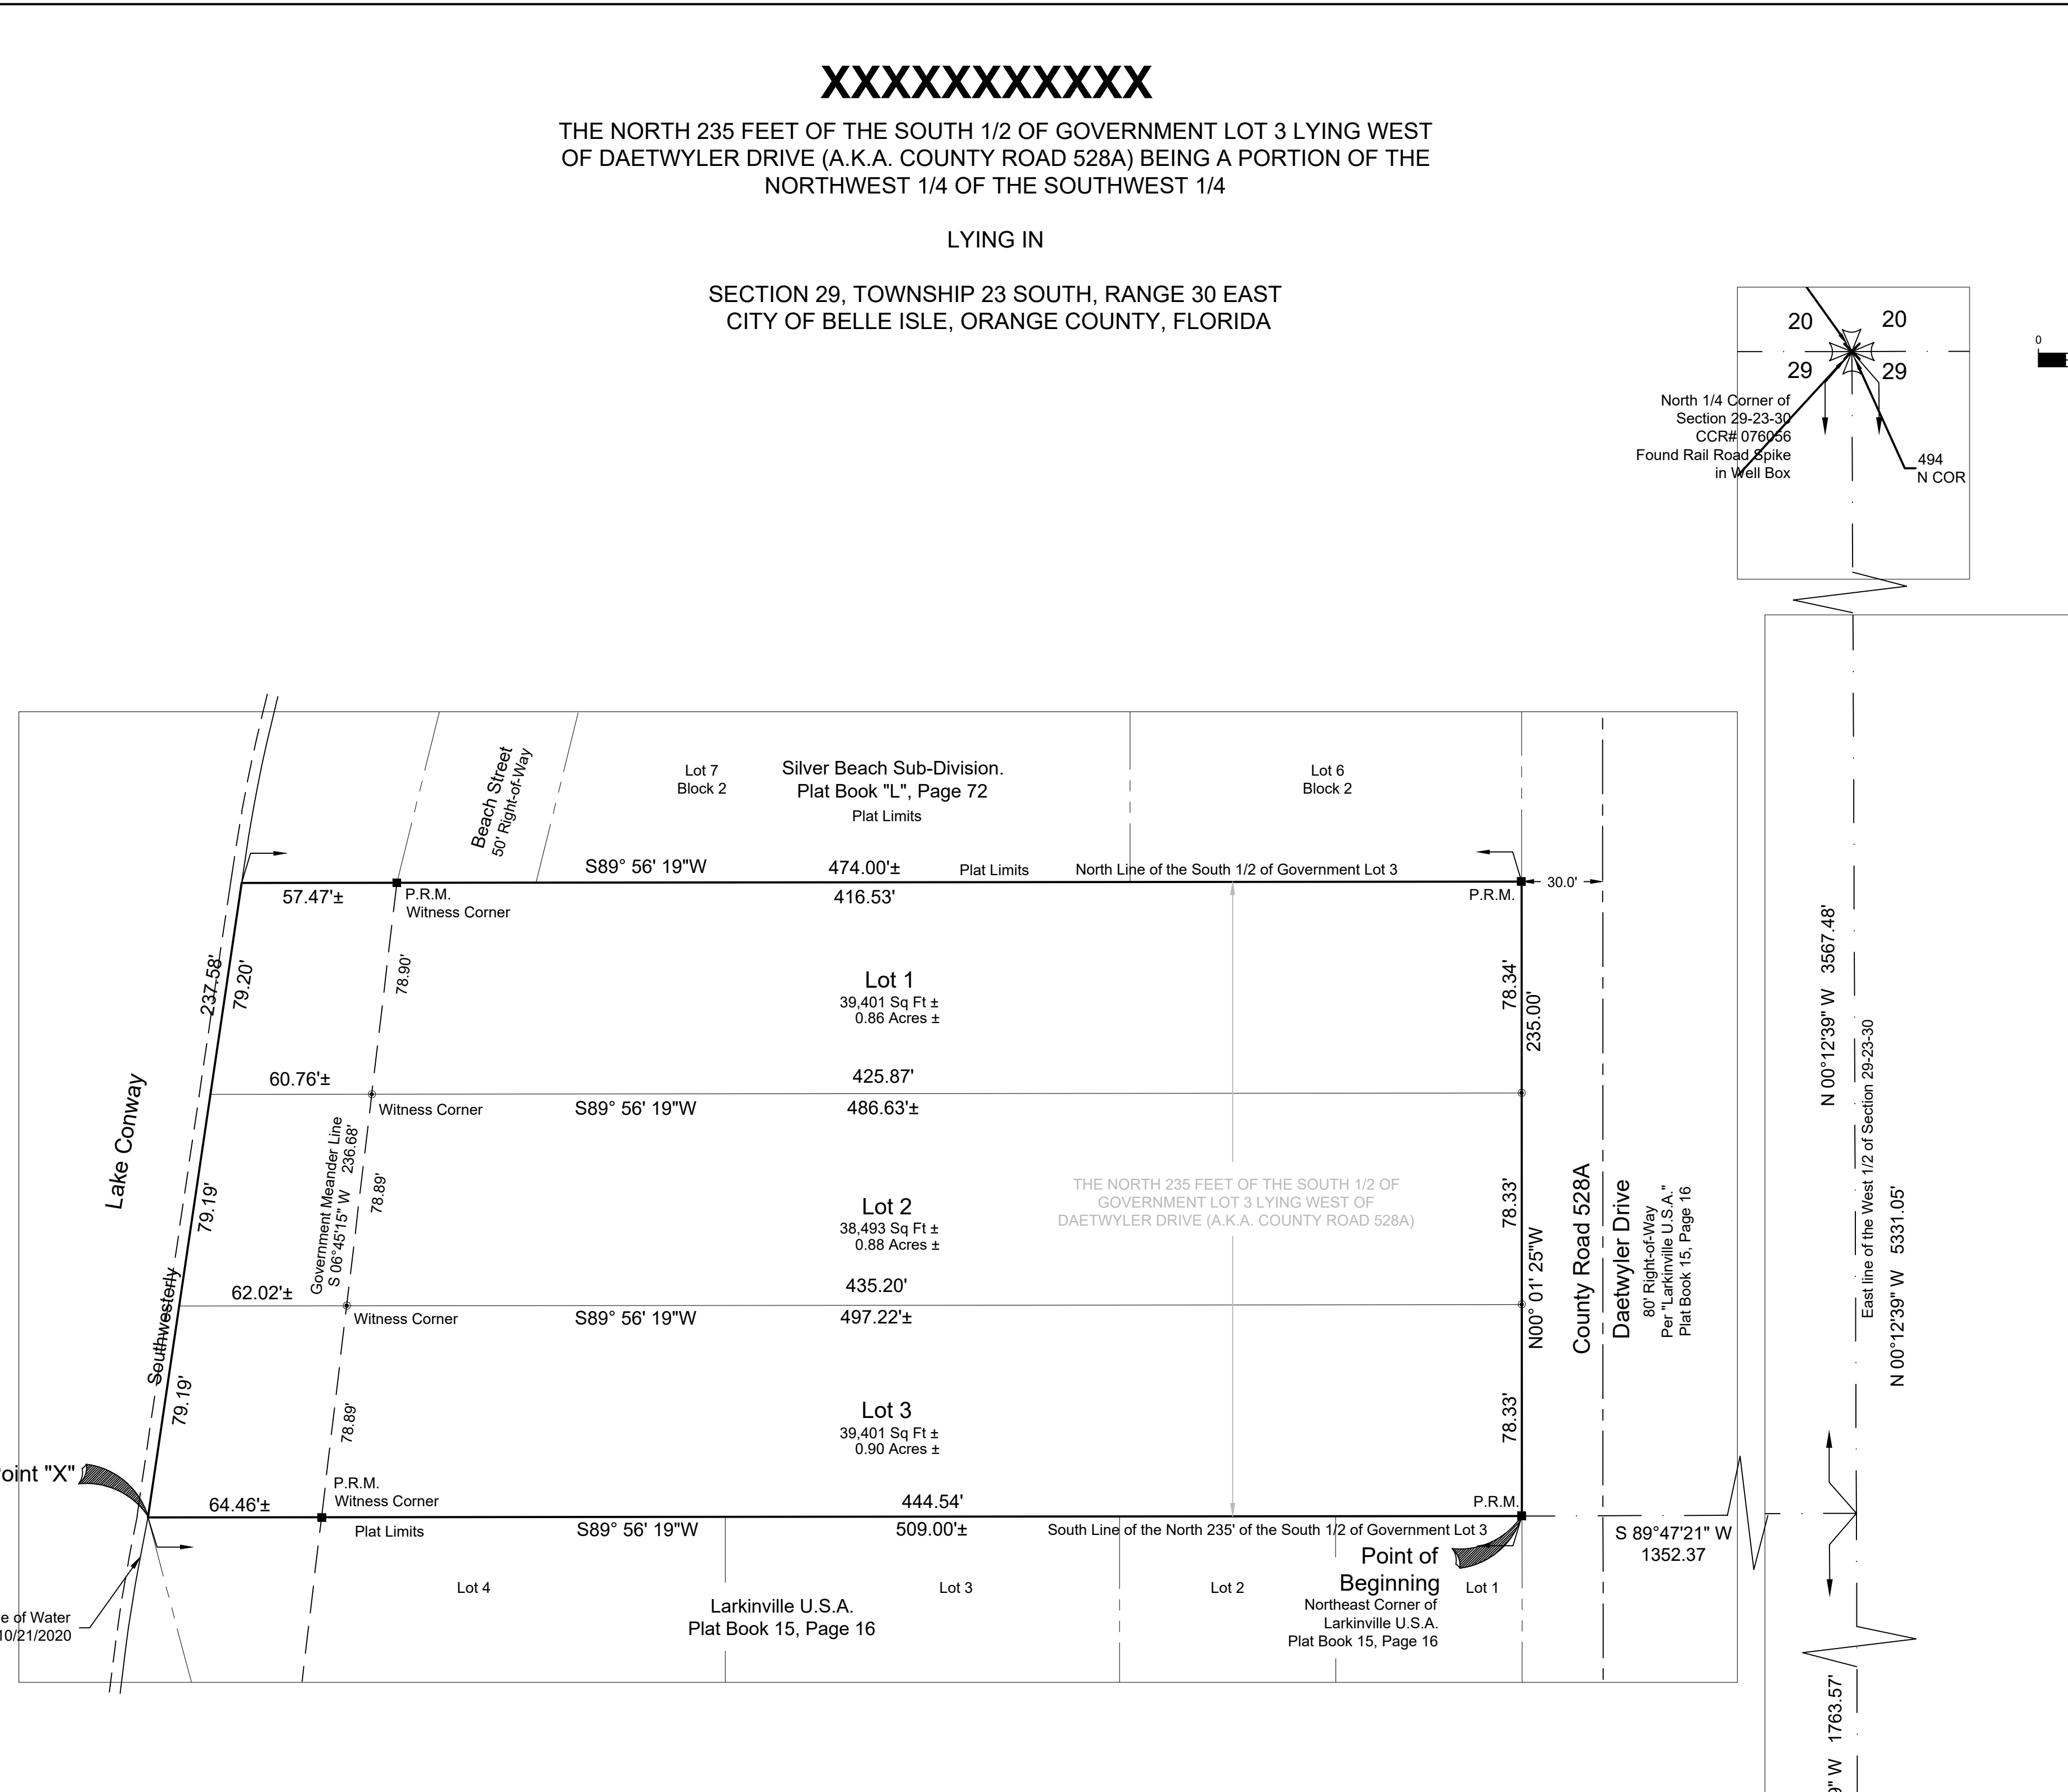 XXXXXXXXXXX
THE NORTH 235 FEET OF THE SOUTH 1/2 OF GOVERNMENT LOT 3 LYING WEST
OF DAETWYLER DRIVE (A.K.A. COUNTY ROAD 528A) BEING A PORTION OF THE
NORTHWEST 1/4 OF THE SOUTHWEST 1/4
LYING IN
SECTION 29, TOWNSHIP 23 SOUTH, RANGE 30 EAST
CITY OF BELLE ISLE, ORANGE COUNTY, FLORIDA
20
20
29
29
0
North 1/4 Corner of
Section 29-23-30
CCR# 076056
Found Rail Road Spike
in Well Box
494
N COR
Beach Street
50' Right-of-Way
Lot 7
Block 2
Silver Beach Sub-Division.
Plat Book "L", Page 72
Plat Limits
Lot 6
Block 2
S89° 56' 19"W
474.00'±
Plat Limits
North Line of the South 1/2 of Government Lot 3
30.0'
57.47'±
P.R.M.
Witness Corner
416.53'
P.R.M.
237.58'
79.20'
78.90'
Lot 1
39,401 Sq Ft ±
0.86 Acres ±
78.34'
235.00'
60.76'±
425.87'
Witness Corner
S89° 56' 19"W
486.63'±
Lake Conway
Government Meander Line
S 06°45'15" W 236.68'
79.19'
78.89'
Lot 2
38,493 Sq Ft ±
0.88 Acres ±
THE NORTH 235 FEET OF THE SOUTH 1/2 OF
GOVERNMENT LOT 3 LYING WEST OF
DAETWYLER DRIVE (A.K.A. COUNTY ROAD 528A)
78.33'
N00° 01' 25"W
County Road 528A
Daetwyler Drive
80' Right-of-Way
Per "Larkinville U.S.A."
Plat Book 15, Page 16
62.02'±
435.20'
Witness Corner
S89° 56' 19"W
497.22'±
Southwesterly
79.19'
78.89'
Lot 3
39,401 Sq Ft ±
0.90 Acres ±
78.33'
oint "X"
P.R.M.
Witness Corner
64.46'±
444.54'
P.R.M.
Plat Limits
S89° 56' 19"W
509.00'±
South Line of the North 235' of the South 1/2 of Government Lot 3
S 89°47'21" W
1352.37
Point of
Beginning
Northeast Corner of
Larkinville U.S.A.
Plat Book 15, Page 16
Lot 4
Lot 3
Lot 2
Lot 1
Larkinville U.S.A.
Plat Book 15, Page 16
e of Water
10/21/2020
N 00°12'39" W 3567.48'
East line of the West 1/2 of Section 29-23-30
N 00°12'39" W 5331.05'
9" W 1763.57'